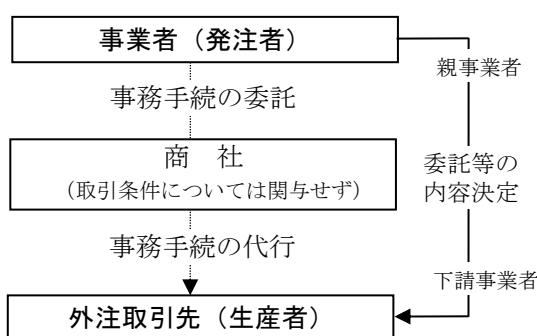 事業者（発注者）
親事業者
事務手続の委託
商　社
（取引条件については関与せず）
委託等の
内容決定
事務手続の代行
下請事業者
外注取引先（生産者）